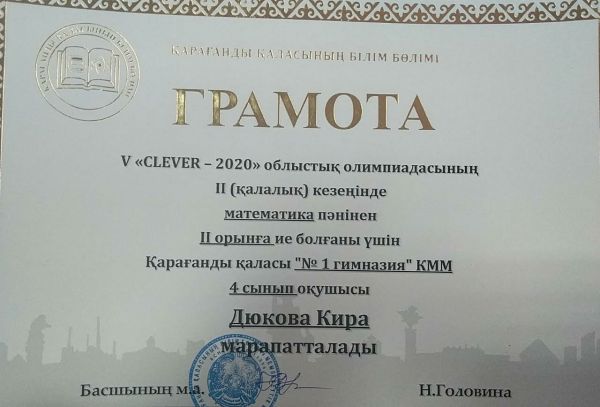 ҚАРАҒАНДЫ ҚАЛАСЫНЫҢ БІЛІМ БӨЛІМІ
ГРАМОТА
V «CLEVER – 2020» облыстық олимпиадасының
II (қалалық) кезеңінде
математика пәнінен
II орынға ие болғаны үшін
Қарағанды қаласы "№ 1 гимназия" КММ
4 сынып оқушысы
Дюкова Кира
марапатталады
Басшының м.а. Н.Головина